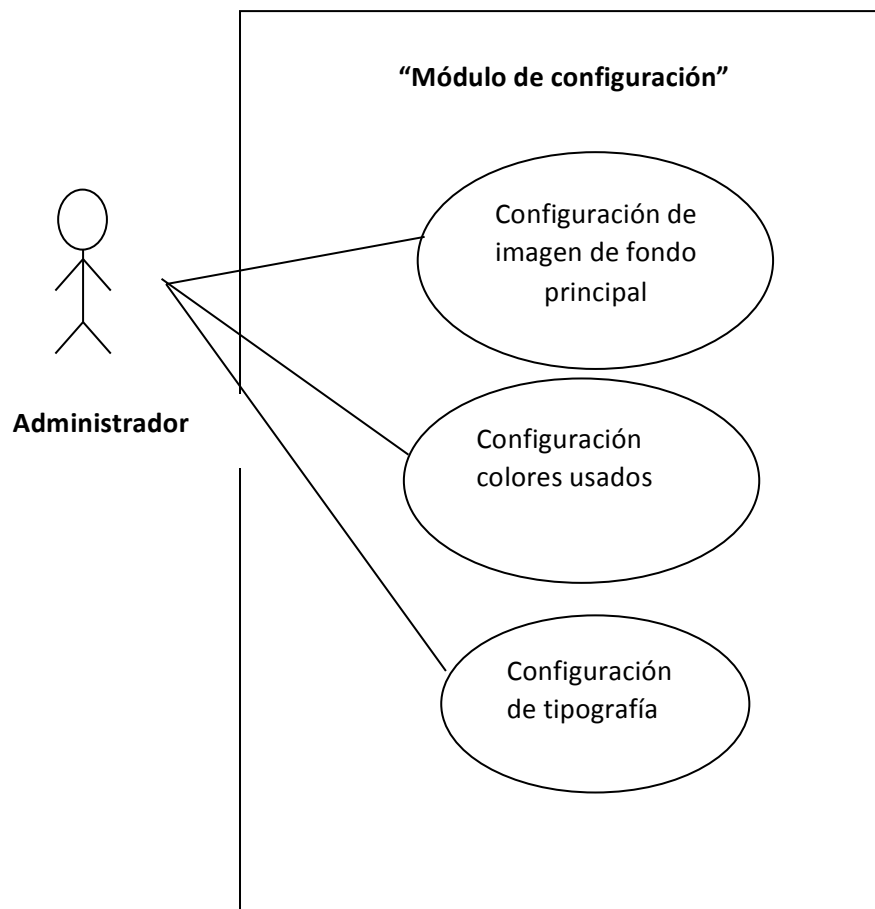 “Módulo de configuración”
Configuración de
imagen de fondo
principal
Administrador
Configuración
colores usados
Configuración
de tipografía